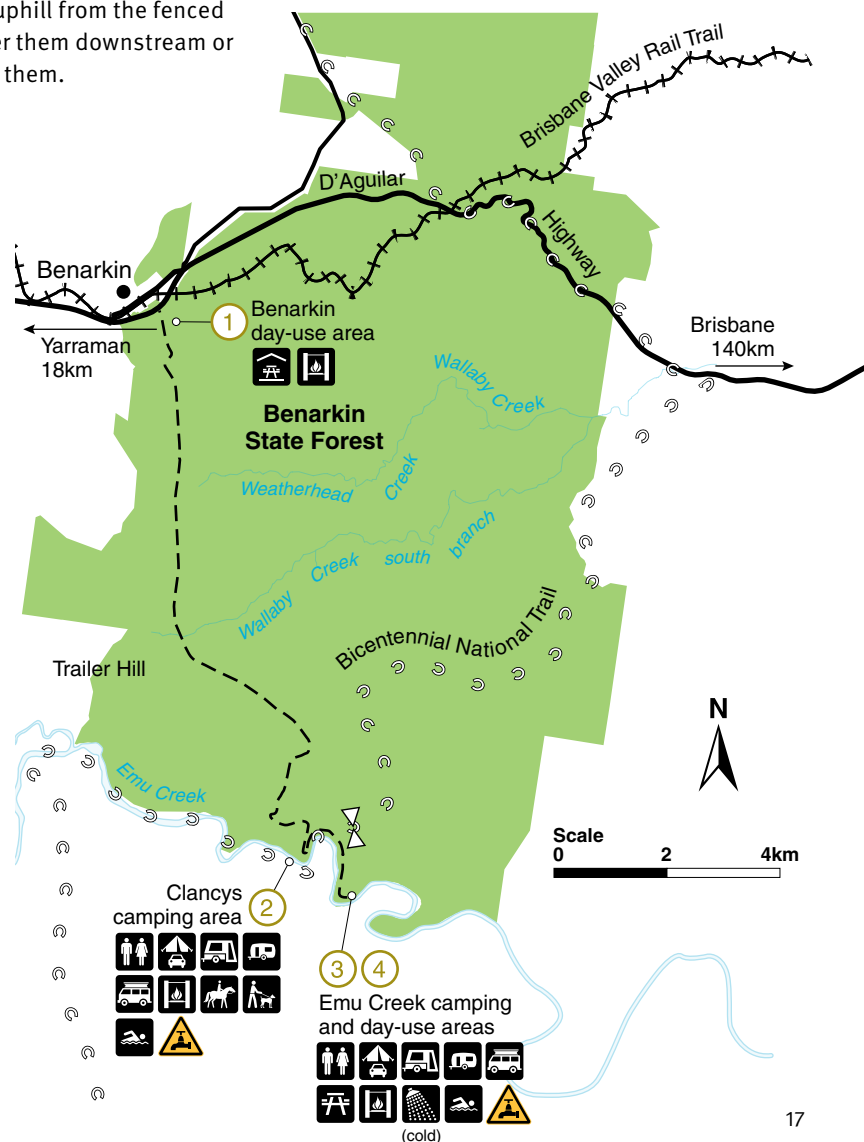 uphill from the fenced
er them downstream or
them.
Brisbane Valley Rail Trail
D'Aguilar
Highway
Benarkin
1
Benarkin
day-use area
Yarraman
18km
Brisbane
140km
Wallaby Creek
Benarkin
State Forest
Weatherhead Creek
Wallaby Creek south branch
Bicentennial National Trail
Trailer Hill
N
Emu Creek
Scale
0 2 4km
Clancys
camping area
2
3 4
Emu Creek camping
and day-use areas
(cold)
17